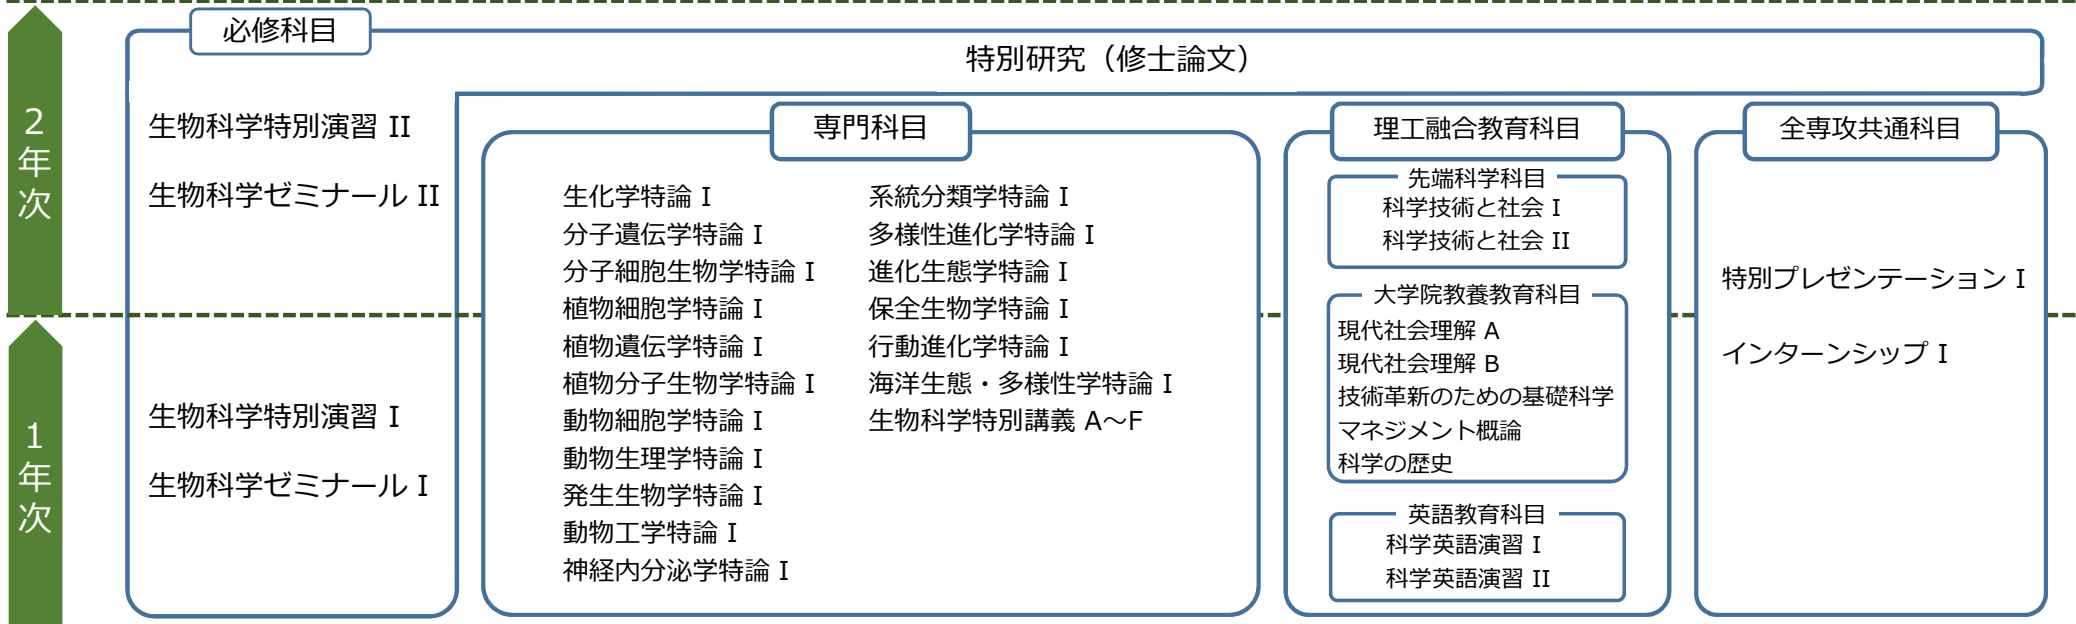 2年次
1年次
必修科目
特別研究（修士論文）
生物科学特別演習 II
生物科学ゼミナール II
生物科学特別演習 I
生物科学ゼミナール I
専門科目
生化学特論 I
分子遺伝学特論 I
分子細胞生物学特論 I
植物細胞学特論 I
植物遺伝学特論 I
植物分子生物学特論 I
動物細胞学特論 I
動物生理学特論 I
発生生物学特論 I
動物工学特論 I
神経内分泌学特論 I
系統分類学特論 I
多様性進化学特論 I
進化生態学特論 I
保全生物学特論 I
行動進化学特論 I
海洋生態・多様性学特論 I
生物科学特別講義 A～F
理工融合教育科目
先端科学科目
科学技術と社会 I
科学技術と社会 II
大学院教養教育科目
現代社会理解 A
現代社会理解 B
技術革新のための基礎科学
マネジメント概論
科学の歴史
英語教育科目
科学英語演習 I
科学英語演習 II
全専攻共通科目
特別プレゼンテーション I
インターンシップ I